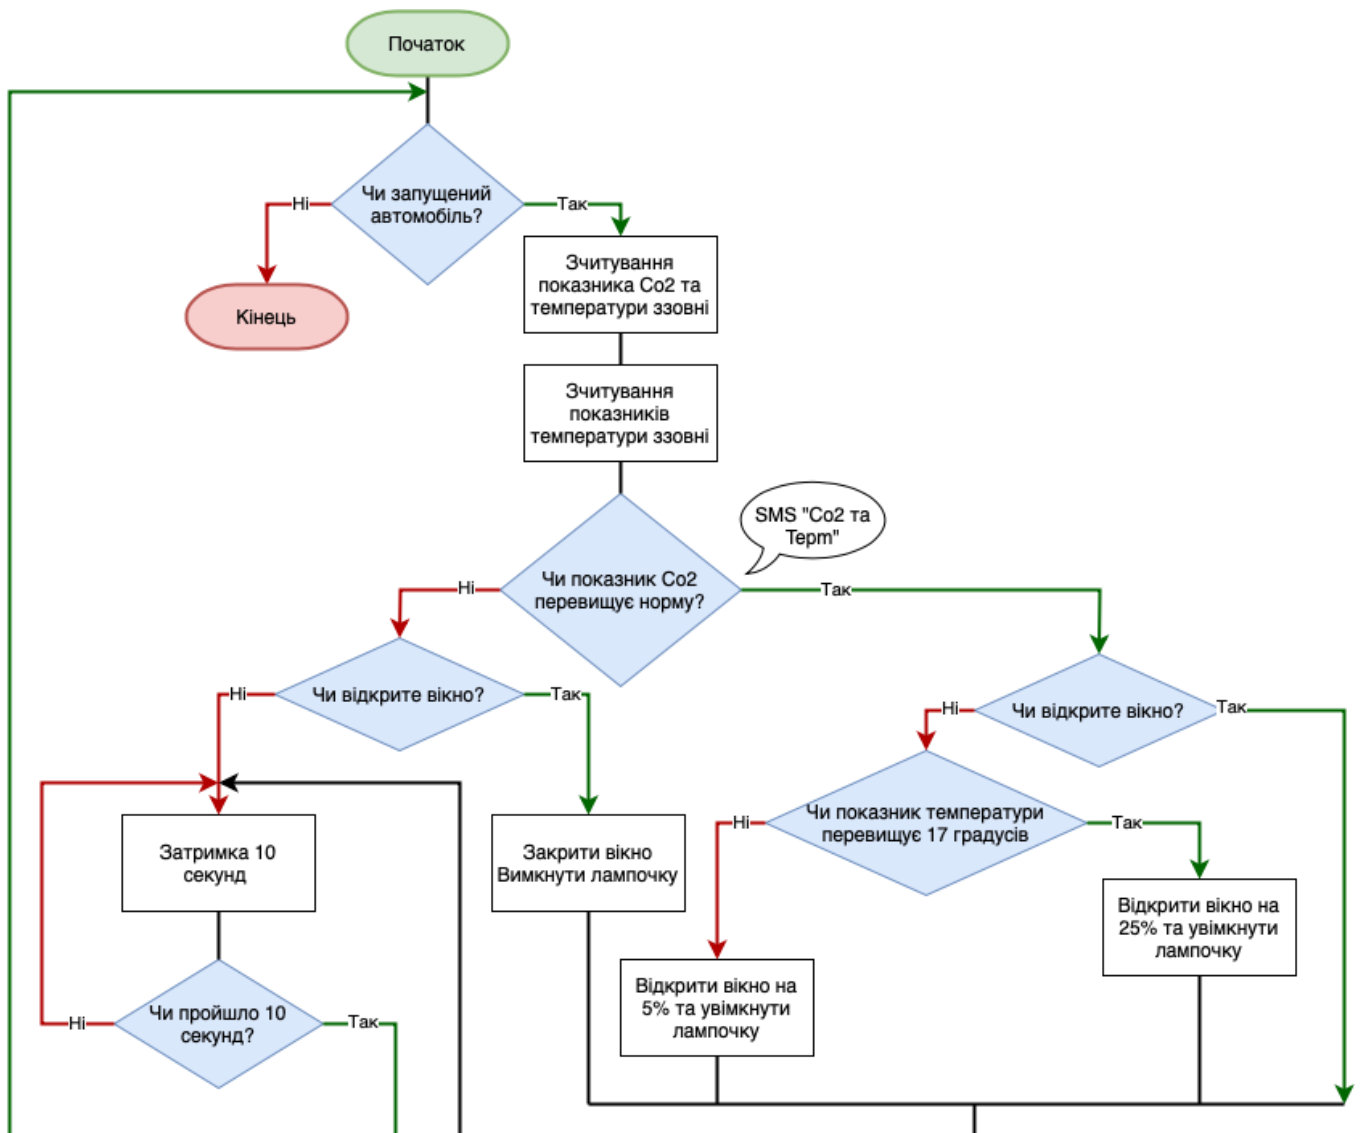 Початок
Чи запущений
автомобіль?
Ні
Так
Кінець
Зчитування
показника Co2 та
температури ззовні
Зчитування
показників
температури ззовні
SMS "Co2 та
Tepm"
Чи показник Co2
перевищує норму?
Ні
Так
Чи відкрите вікно?
Ні
Так
Чи відкрите вікно?
Ні
Так
Чи показник температури
перевищує 17 градусів
Ні
Так
Затримка 10
секунд
Закрити вікно
Вимкнути лампочку
Відкрити вікно на
25% та увімкнути
лампочку
Відкрити вікно на
5% та увімкнути
лампочку
Чи пройшло 10
секунд?
Ні
Так